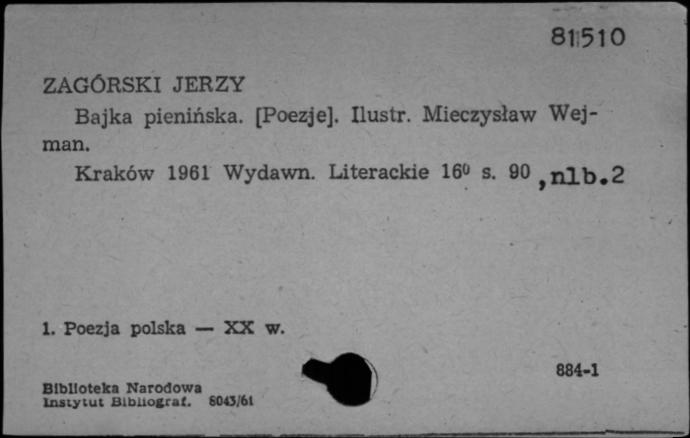 81510
ZAGÓRSKI JERZY
Bajka pienińska. [Poezje]. Ilustr. Mieczysław Wej-
man.
Kraków 1961 Wydawn. Literackie 16⁰ s. 90 ,nlb.2
1. Poezja polska — XX w.
884-1
Biblioteka Narodowa
Instytut Bibliograf. 8043/61